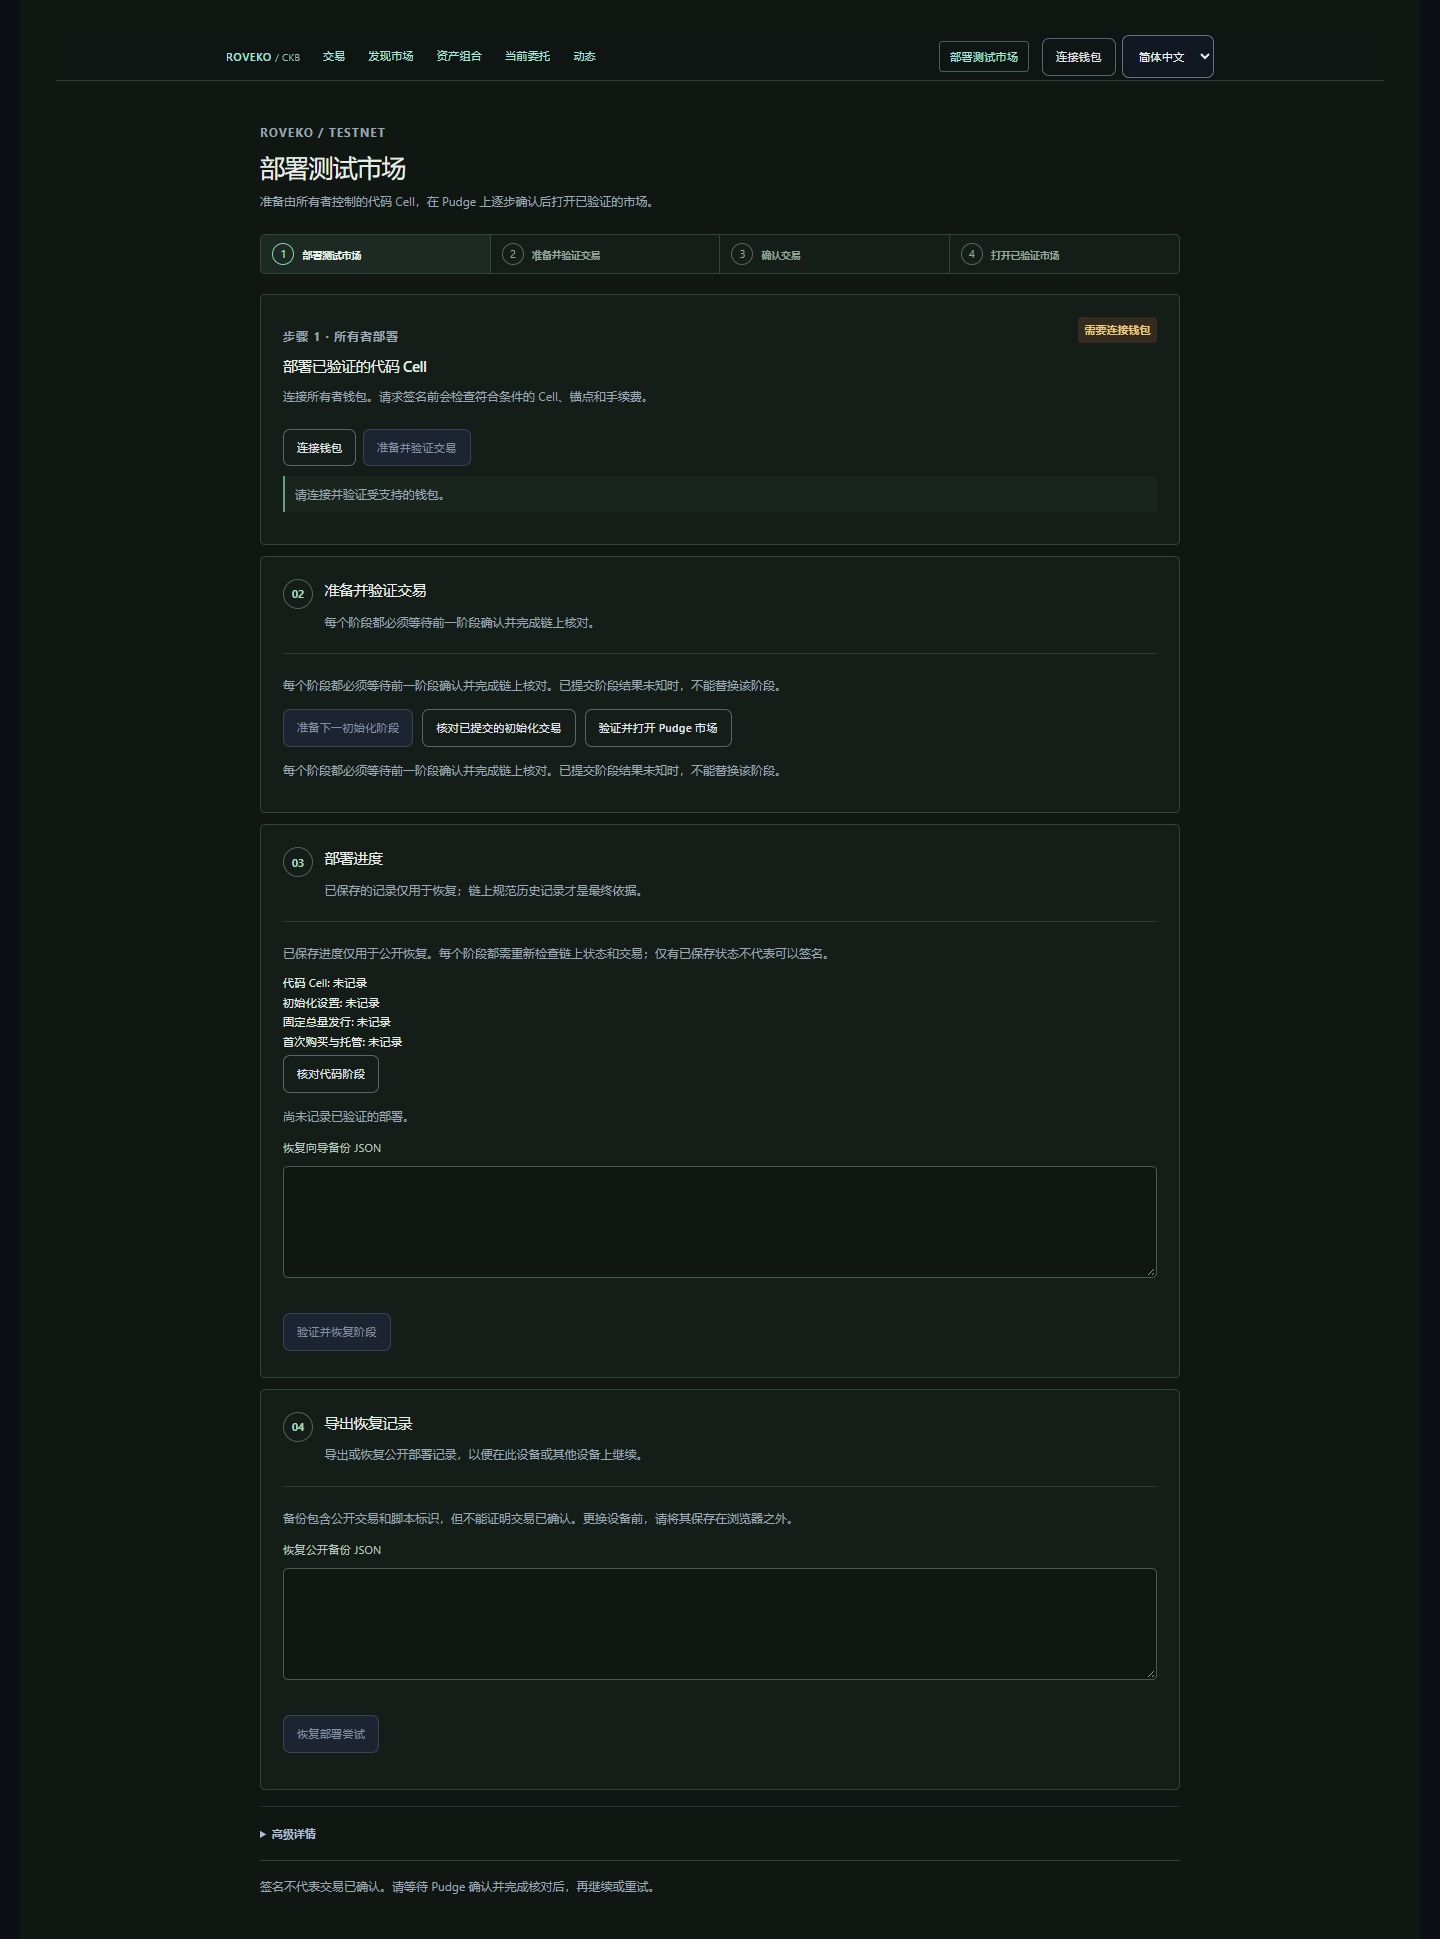 ROVEKO / CKB 交易 发现市场 资产组合 当前委托 动态 部署测试市场 连接钱包 简体中文
ROVEKO / TESTNET
部署测试市场
准备由所有者控制的代码 Cell，在 Pudge 上逐步确认后打开已验证的市场。
1 部署测试市场 2 准备并验证交易 3 确认交易 4 打开已验证市场
步骤 1 · 所有者部署 需要连接钱包
部署已验证的代码 Cell
连接所有者钱包。请求签名前会检查符合条件的 Cell、锚点和手续费。
连接钱包 准备并验证交易
请连接并验证受支持的钱包。
02 准备并验证交易
每个阶段都必须等待前一阶段确认并完成链上核对。
每个阶段都必须等待前一阶段确认并完成链上核对。已提交阶段结果未知时，不能替换该阶段。
准备下一初始化阶段 核对已提交的初始化交易 验证并打开 Pudge 市场
每个阶段都必须等待前一阶段确认并完成链上核对。已提交阶段结果未知时，不能替换该阶段。
03 部署进度
已保存的记录仅用于恢复；链上规范历史记录才是最终依据。
已保存进度仅用于公开恢复。每个阶段都需重新检查链上状态和交易；仅有已保存状态不代表可以签名。
代码 Cell: 未记录
初始化设置: 未记录
固定总量发行: 未记录
首次购买与托管: 未记录
核对代码阶段
尚未记录已验证的部署。
恢复向导备份 JSON
验证并恢复阶段
04 导出恢复记录
导出或恢复公开部署记录，以便在此设备或其他设备上继续。
备份包含公开交易和脚本标识，但不能证明交易已确认。更换设备前，请将其保存在浏览器之外。
恢复公开备份 JSON
恢复部署尝试
高级详情
签名不代表交易已确认。请等待 Pudge 确认并完成核对后，再继续或重试。